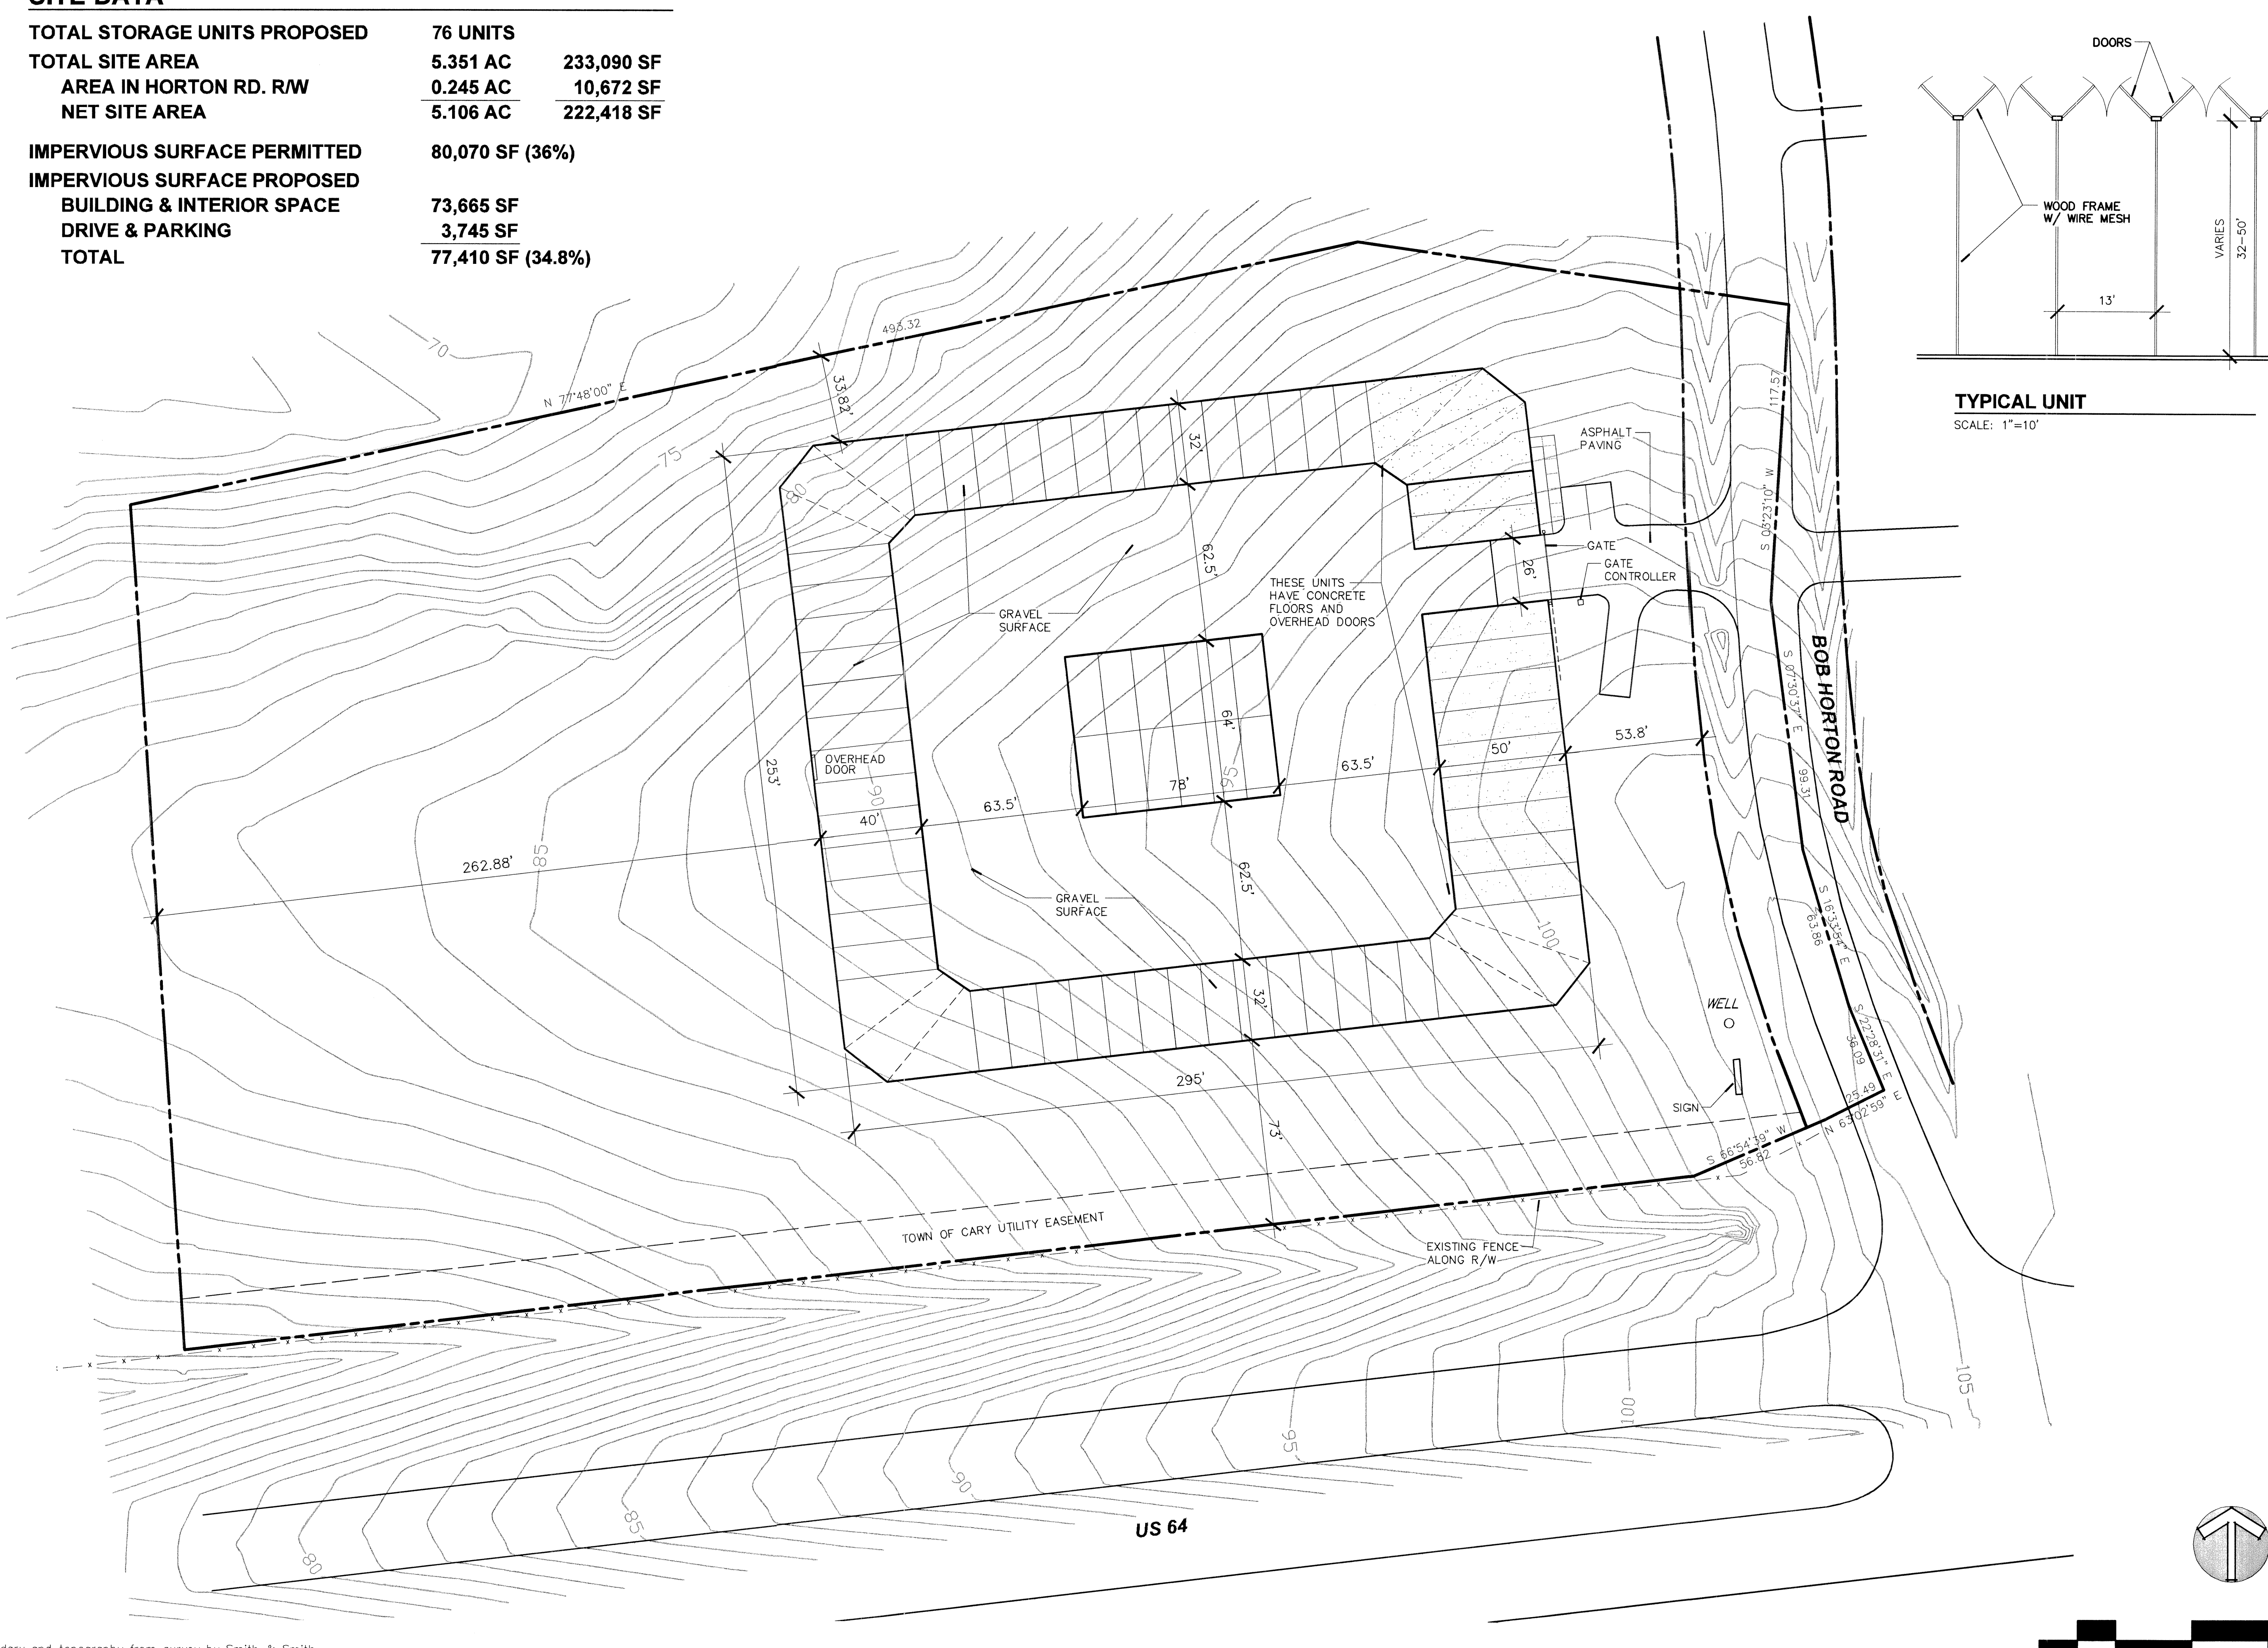 SITE DATA
TOTAL STORAGE UNITS PROPOSED 76 UNITS
TOTAL SITE AREA 5.351 AC 233,090 SF
AREA IN HORTON RD. R/W 0.245 AC 10,672 SF
NET SITE AREA 5.106 AC 222,418 SF
IMPERVIOUS SURFACE PERMITTED 80,070 SF (36%)
IMPERVIOUS SURFACE PROPOSED
BUILDING & INTERIOR SPACE 73,665 SF
DRIVE & PARKING 3,745 SF
TOTAL 77,410 SF (34.8%)
DOORS
WOOD FRAME
W/ WIRE MESH
VARIES
32-50'
13'
TYPICAL UNIT
SCALE: 1"=10'
70
N 77°48'00" E
493.32
33.82'
75
80
32'
ASPHALT
PAVING
117.57
S 03°23'10" W
GATE
GATE
CONTROLLER
26'
62.5'
THESE UNITS
HAVE CONCRETE
FLOORS AND
OVERHEAD DOORS
GRAVEL
SURFACE
S 07°30'37" E
99.31
BOB HORTON ROAD
64'
95
78'
63.5'
50'
53.8'
253'
OVERHEAD
DOOR
90
40'
63.5'
262.88'
85
62.5'
GRAVEL
SURFACE
100
S 16°33'54" E
63.86
32'
WELL
S 22°28'31" E
36.09
SIGN
295'
73'
25.49
N 63°02'59" E
S 66°54'39" W
56.82
TOWN OF CARY UTILITY EASEMENT
EXISTING FENCE
ALONG R/W
105
100
95
90
85
80
US 64